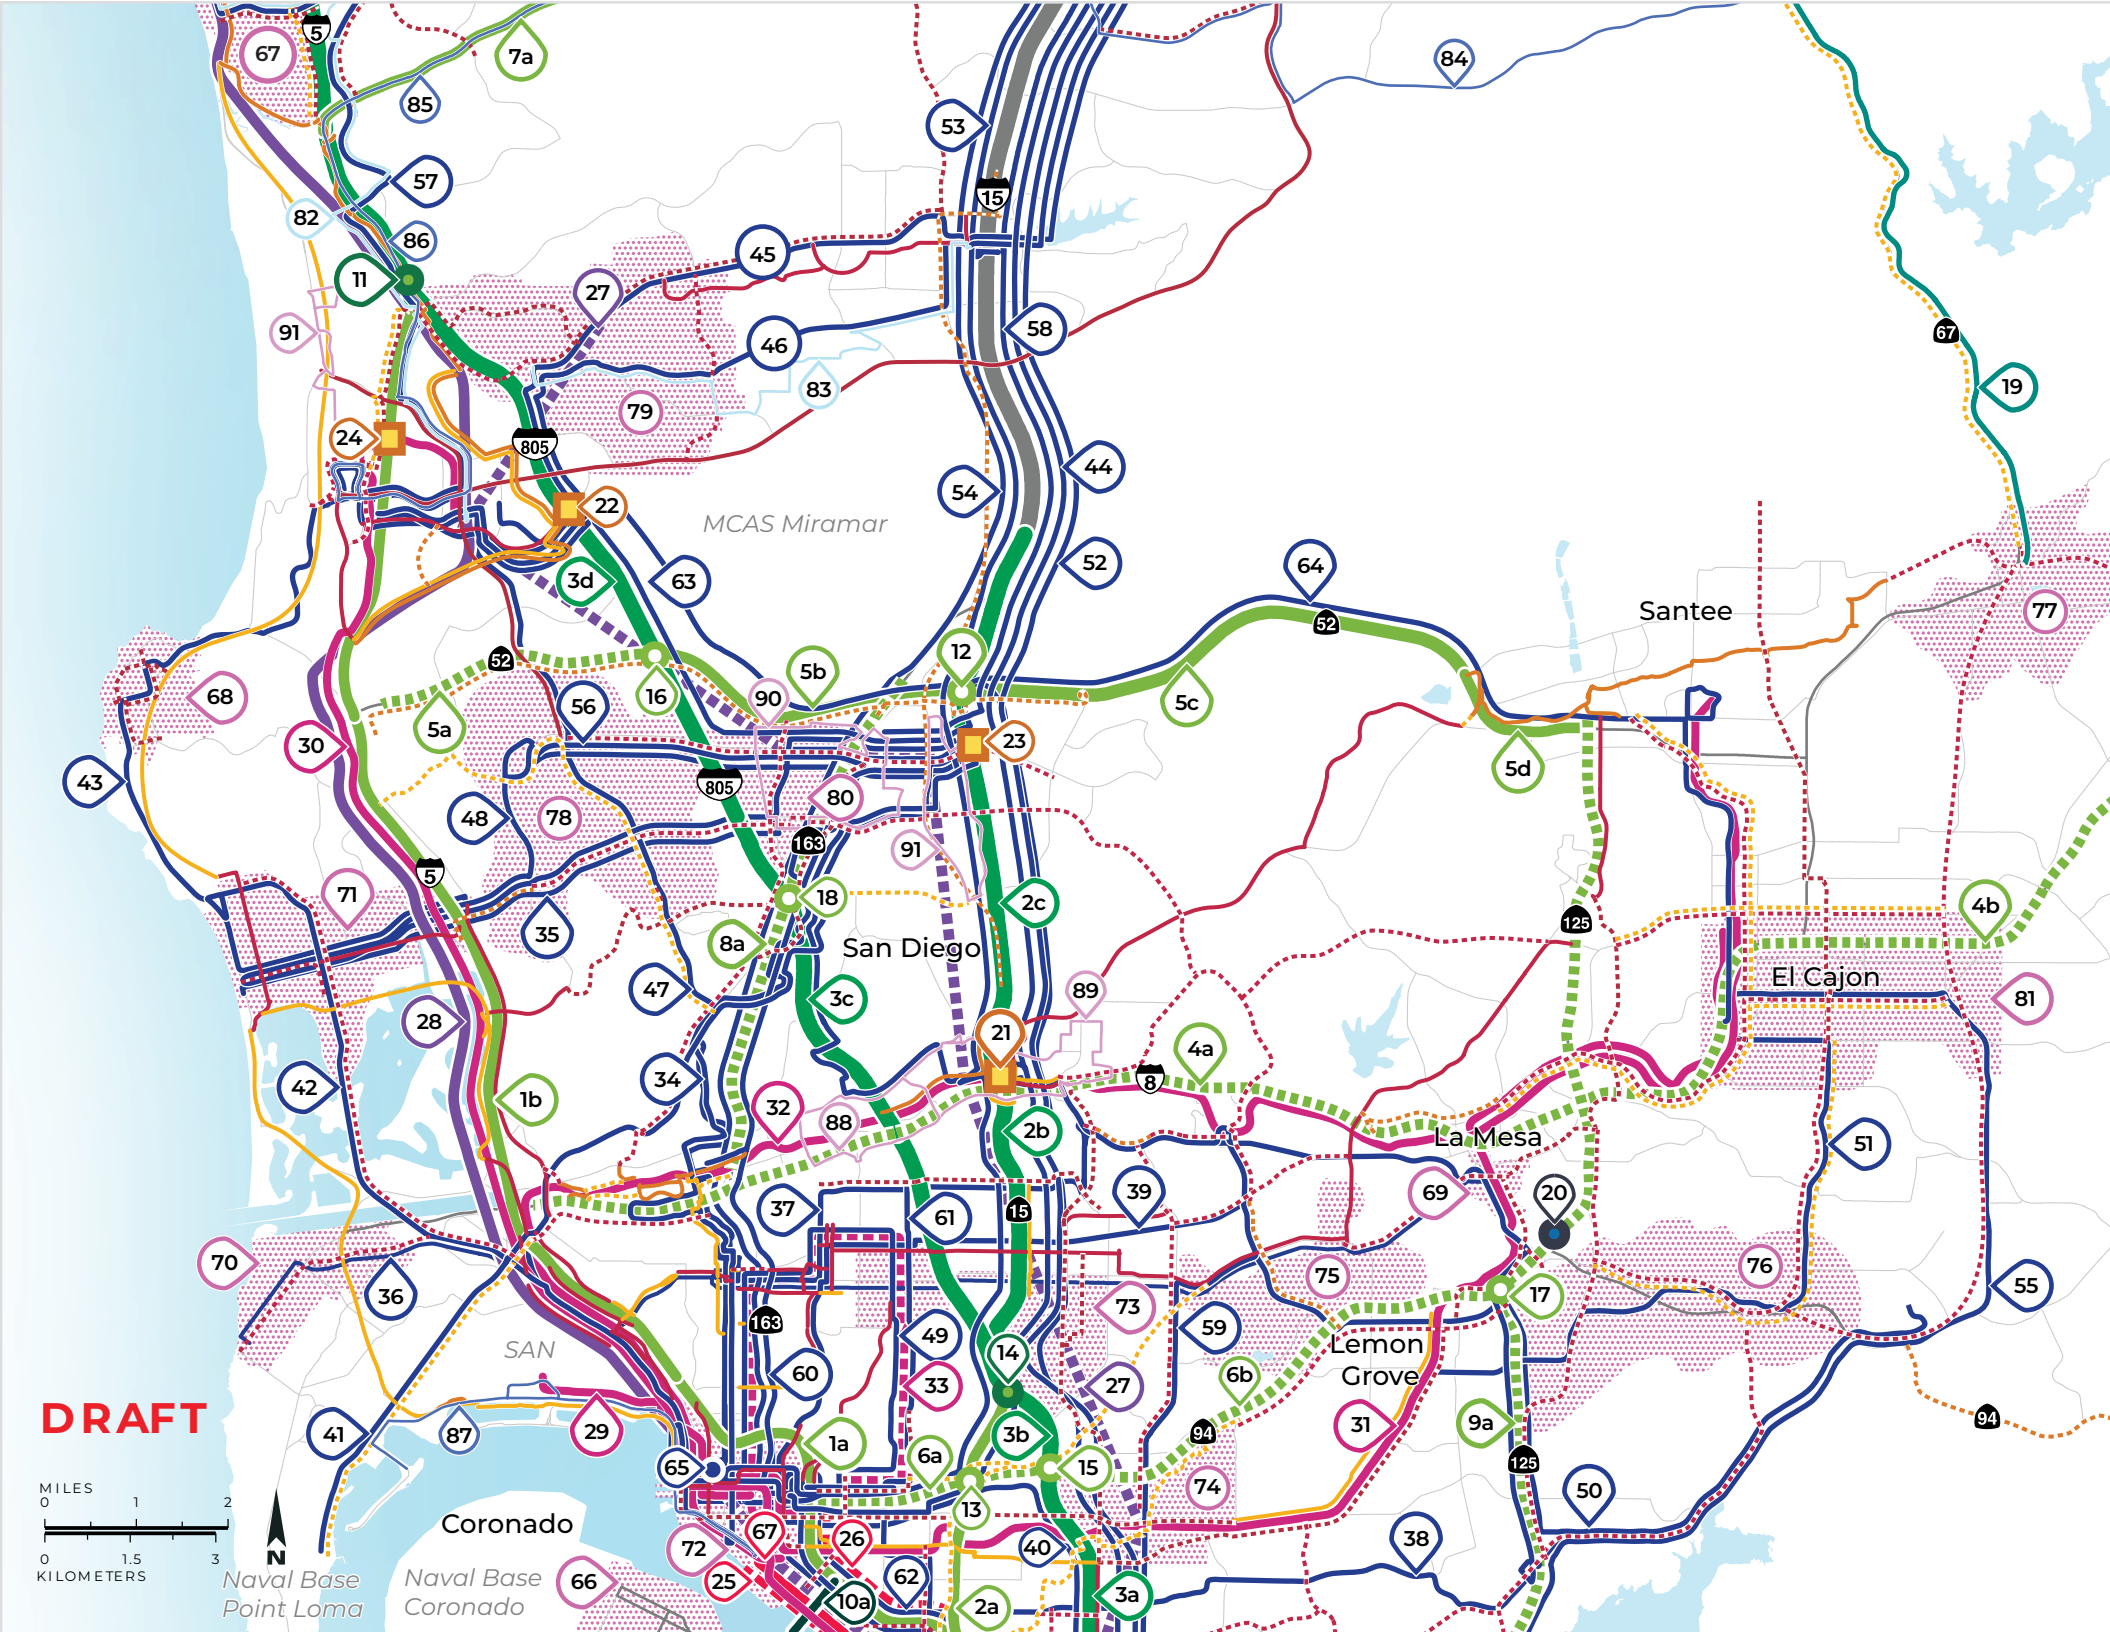 5
67
7a
84
85
53
57
15
82
86
45
11
27
91
58
67
46
83
19
79
24
805
44
54
22
MCAS Miramar
52
64
3d
63
Santee
77
52
12
52
5b
16
68
90
56
5c
5a
23
30
5d
43
805
80
48
78
163
91
5
71
18
2c
4b
125
35
8a
San Diego
El Cajon
47
3c
89
81
28
21
4a
34
8
42
1b
32
88
2b
La Mesa
51
39
69
20
37
61
15
70
76
75
36
55
17
73
163
59
49
SAN
Lemon
Grove
14
60
6b
33
27
DRAFT
94
31
9a
41
87
29
1a
3b
94
6a
65
15
125
74
50
MILES
0 1 2
13
Coronado
67
26
38
72
40
0 1.5 3
KILOMETERS
N
Naval Base
Point Loma
Naval Base
Coronado
66
25
62
10a
2a
3a